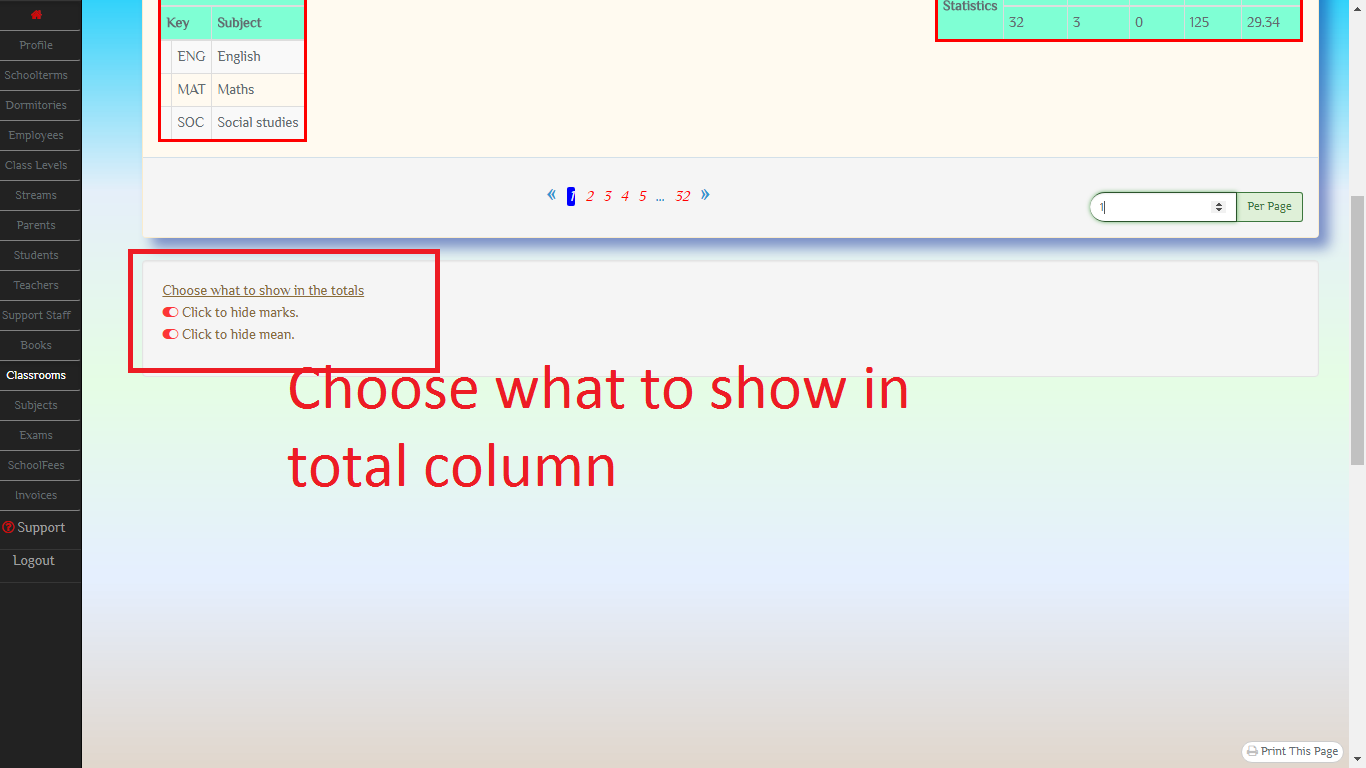 Profile
Schoolterms
Dormitories
Employees
Class Levels
Streams
Parents
Students
Teachers
Support Staff
Books
Classrooms
Subjects
Exams
SchoolFees
Invoices
Support
Logout
Key Subject
ENG English
MAT Maths
SOC Social studies
Statistics
32 3 0 125 29.34
« 1 2 3 4 5 ... 32 »
1 Per Page
Choose what to show in the totals
Click to hide marks.
Click to hide mean.
Choose what to show in
total column
Print This Page